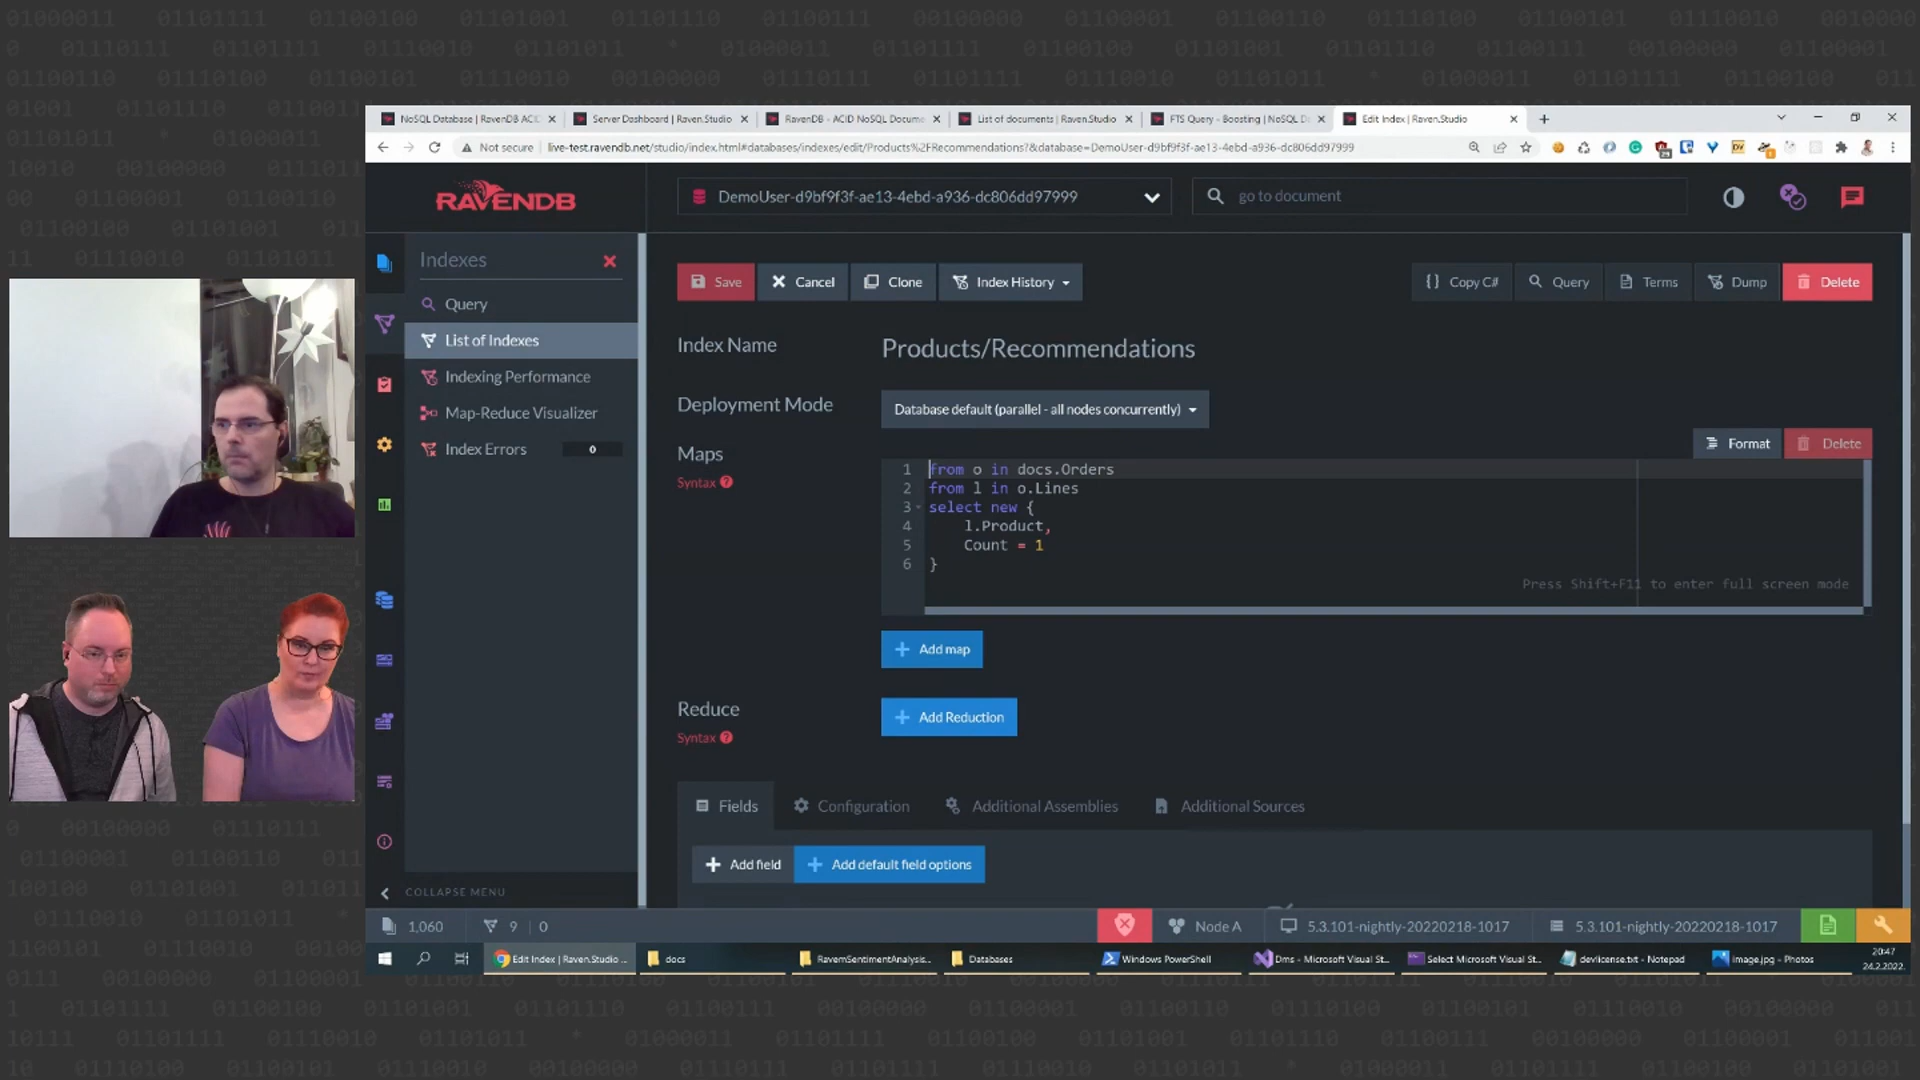 NoSQL Database | RavenDB ACID
Server Dashboard | Raven.Studio
RavenDB - ACID NoSQL Docume
List of documents | Raven.Studio
FTS Query - Boosting | NoSQL D
Edit Index | Raven.Studio
Not secure
live-test.ravendb.net/studio/index.html#databases/indexes/edit/Products%2FRecommendations?&database=DemoUser-d9bf9f3f-ae13-4ebd-a936-dc806dd97999
RAVENDB
DemoUser-d9bf9f3f-ae13-4ebd-a936-dc806dd97999
go to document
Indexes
Query
List of Indexes
Indexing Performance
Map-Reduce Visualizer
Index Errors 0
COLLAPSE MENU
Save
Cancel
Clone
Index History
Copy C#
Query
Terms
Dump
Delete
Index Name
Products/Recommendations
Deployment Mode
Database default (parallel - all nodes concurrently)
Maps
Syntax
Format
Delete
1 from o in docs.Orders
2 from l in o.Lines
3 select new {
4 l.Product,
5 Count = 1
6 }
Press Shift+F11 to enter full screen mode
Add map
Reduce
Syntax
Add Reduction
Fields
Configuration
Additional Assemblies
Additional Sources
Add field
Add default field options
1,060
9 | 0
Node A
5.3.101-nightly-20220218-1017
5.3.101-nightly-20220218-1017
Edit Index | Raven.Studio ...
docs
RavemSentimentAnalysis...
Databases
Windows PowerShell
Dms - Microsoft Visual St...
Select Microsoft Visual St...
devlicense.txt - Notepad
image.jpg - Photos
20:47
24.2.2022.